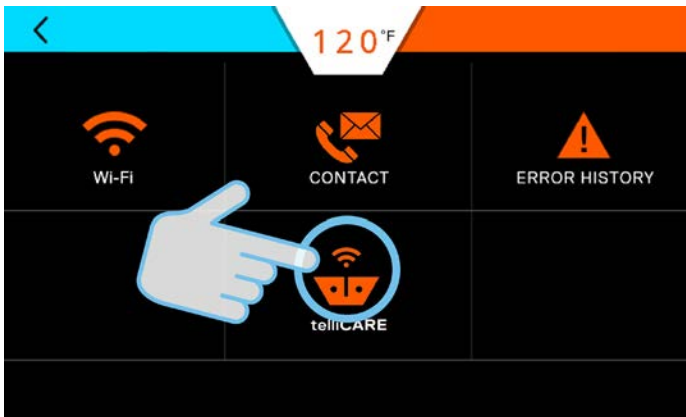 120°F
Wi-Fi
CONTACT
ERROR HISTORY
telliCARE